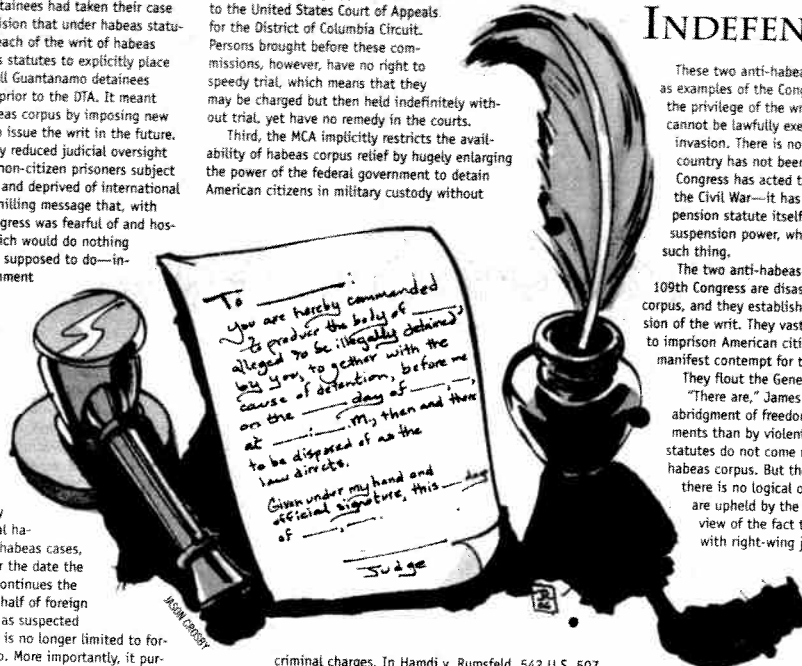 tainees had taken their case
ision that under habeas statu-
each of the writ of habeas
s statutes to explicitly place
ll Guantanamo detainees
prior to the DTA. It meant
eas corpus by imposing new
o issue the writ in the future.
y reduced judicial oversight
non-citizen prisoners subject
and deprived of international
hilling message that, with
gress was fearful of and hos-
ich would do nothing
supposed to do—in-
nment
y
al ha-
habeas cases,
r the date the
ontinues the
half of foreign
as suspected
is no longer limited to for-
o. More importantly, it pur-
to the United States Court of Appeals
for the District of Columbia Circuit.
Persons brought before these com-
missions, however, have no right to
speedy trial, which means that they
may be charged but then held indefinitely with-
out trial, yet have no remedy in the courts.
Third, the MCA implicitly restricts the avail-
ability of habeas corpus relief by hugely enlarging
the power of the federal government to detain
American citizens in military custody without
To ______:
You are hereby commanded
to produce the body of ____,
alleged to be illegally detained
by you, together with the
cause of detention, before me
on the ____ day of ___, __,
at ___:__.M., then and there
to be disposed of as the
law directs.
Given under my hand and
official signature, this ___ day
of ___, ___.
Judge
JASON CROSBY
criminal charges. In Hamdi v. Rumsfeld, 542 U.S. 507
INDEFEN
These two anti-habea
as examples of the Cong
the privilege of the wr
cannot be lawfully exe
invasion. There is no
country has not been
Congress has acted t
the Civil War—it has
pension statute itself
suspension power, wh
such thing.
The two anti-habeas
109th Congress are disas
corpus, and they establish
sion of the writ. They vast
to imprison American citi
manifest contempt for t
They flout the Gene
"There are," James
abridgment of freedom
ments than by violent
statutes do not come r
habeas corpus. But th
there is no logical o
are upheld by the
view of the fact t
with right-wing j